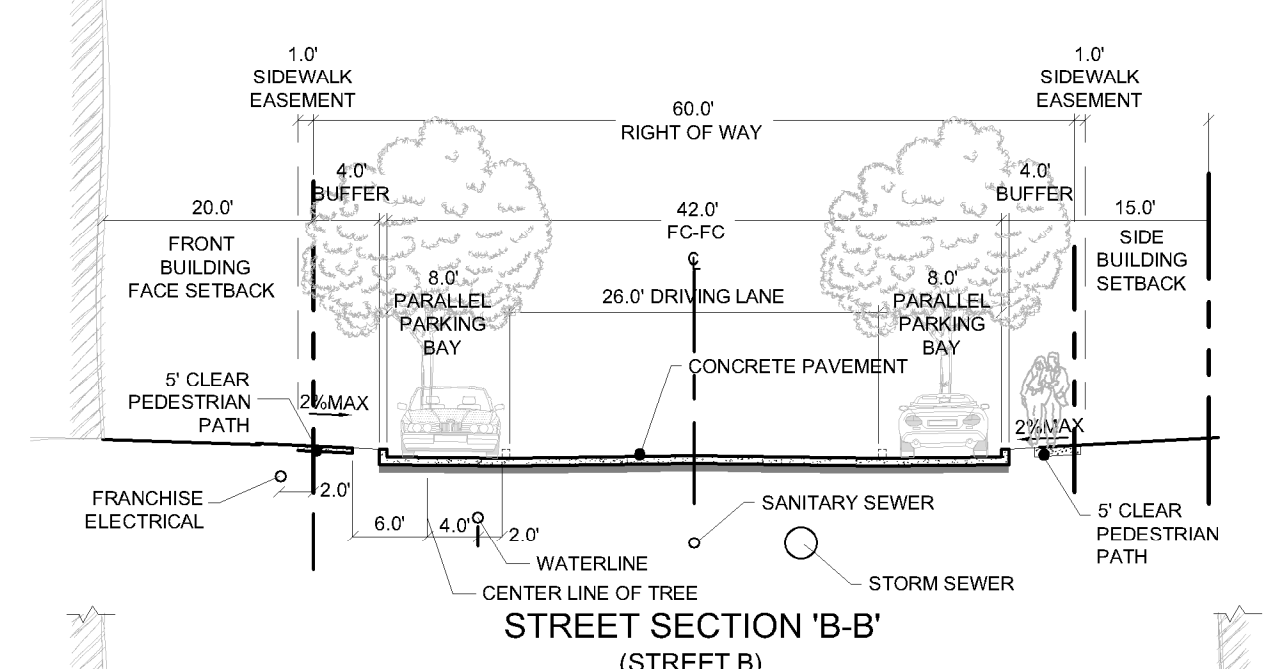 1.0'
SIDEWALK
EASEMENT
1.0'
SIDEWALK
EASEMENT
60.0'
RIGHT OF WAY
4.0'
BUFFER
4.0'
BUFFER
20.0'
FRONT
BUILDING
FACE SETBACK
42.0'
FC-FC
15.0'
SIDE
BUILDING
SETBACK
CL
8.0'
PARALLEL
PARKING
BAY
26.0' DRIVING LANE
8.0'
PARALLEL
PARKING
BAY
CONCRETE PAVEMENT
5' CLEAR
PEDESTRIAN
PATH
2%MAX
2%MAX
FRANCHISE
ELECTRICAL
2.0'
6.0'
4.0'
2.0'
SANITARY SEWER
5' CLEAR
PEDESTRIAN
PATH
WATERLINE
STORM SEWER
CENTER LINE OF TREE
STREET SECTION 'B-B'
(STREET B)